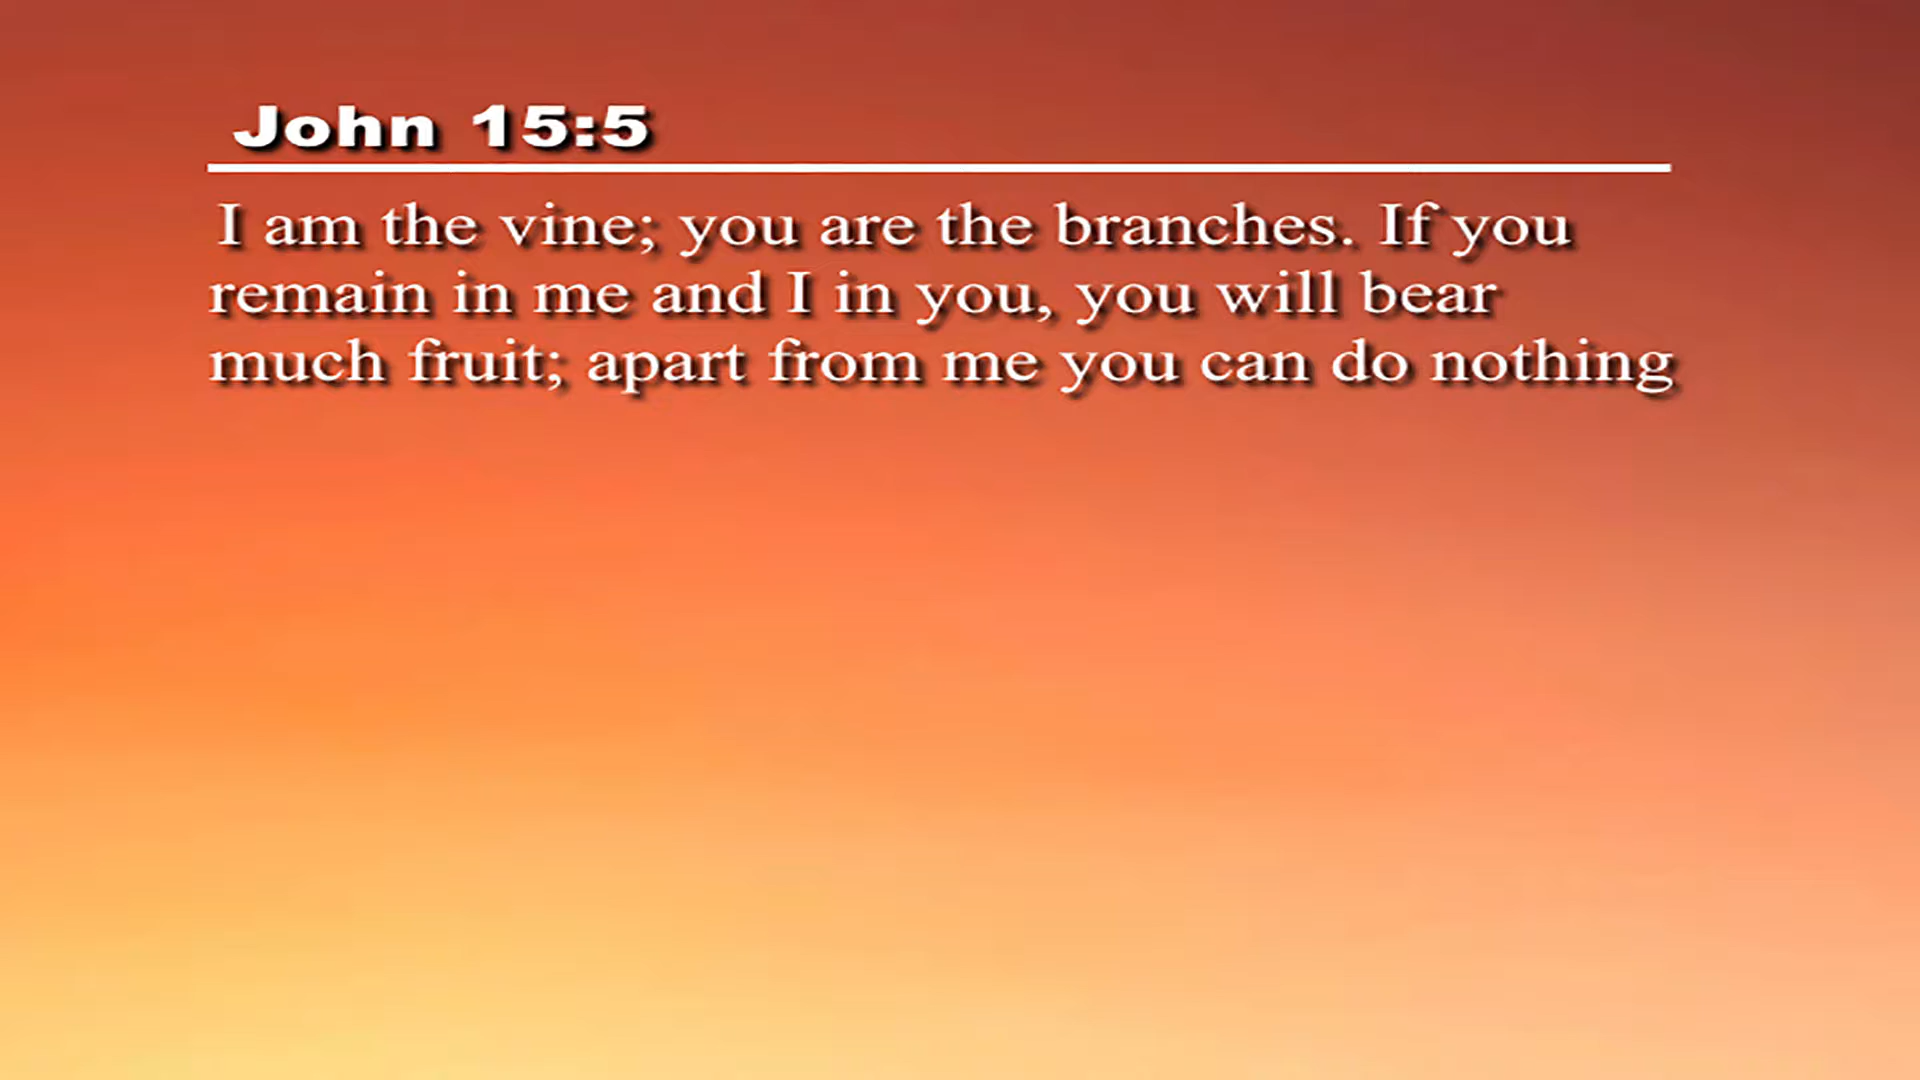 John 15:5
I am the vine; you are the branches. If you
remain in me and I in you, you will bear
much fruit; apart from me you can do nothing